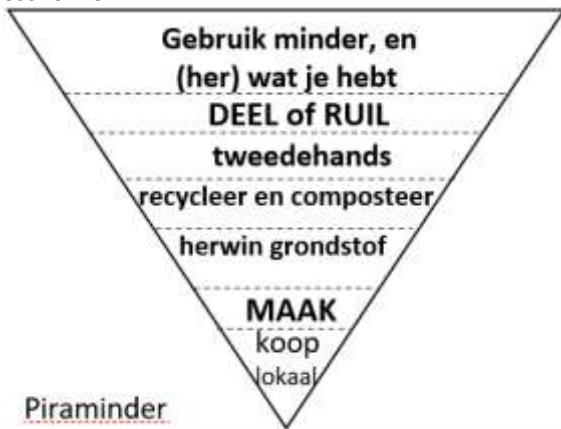 Gebruik minder, en
(her) wat je hebt
DEEL of RUIL
tweedehands
recycleer en composteer
herwin grondstof
MAAK
koop
lokaal
Piraminder